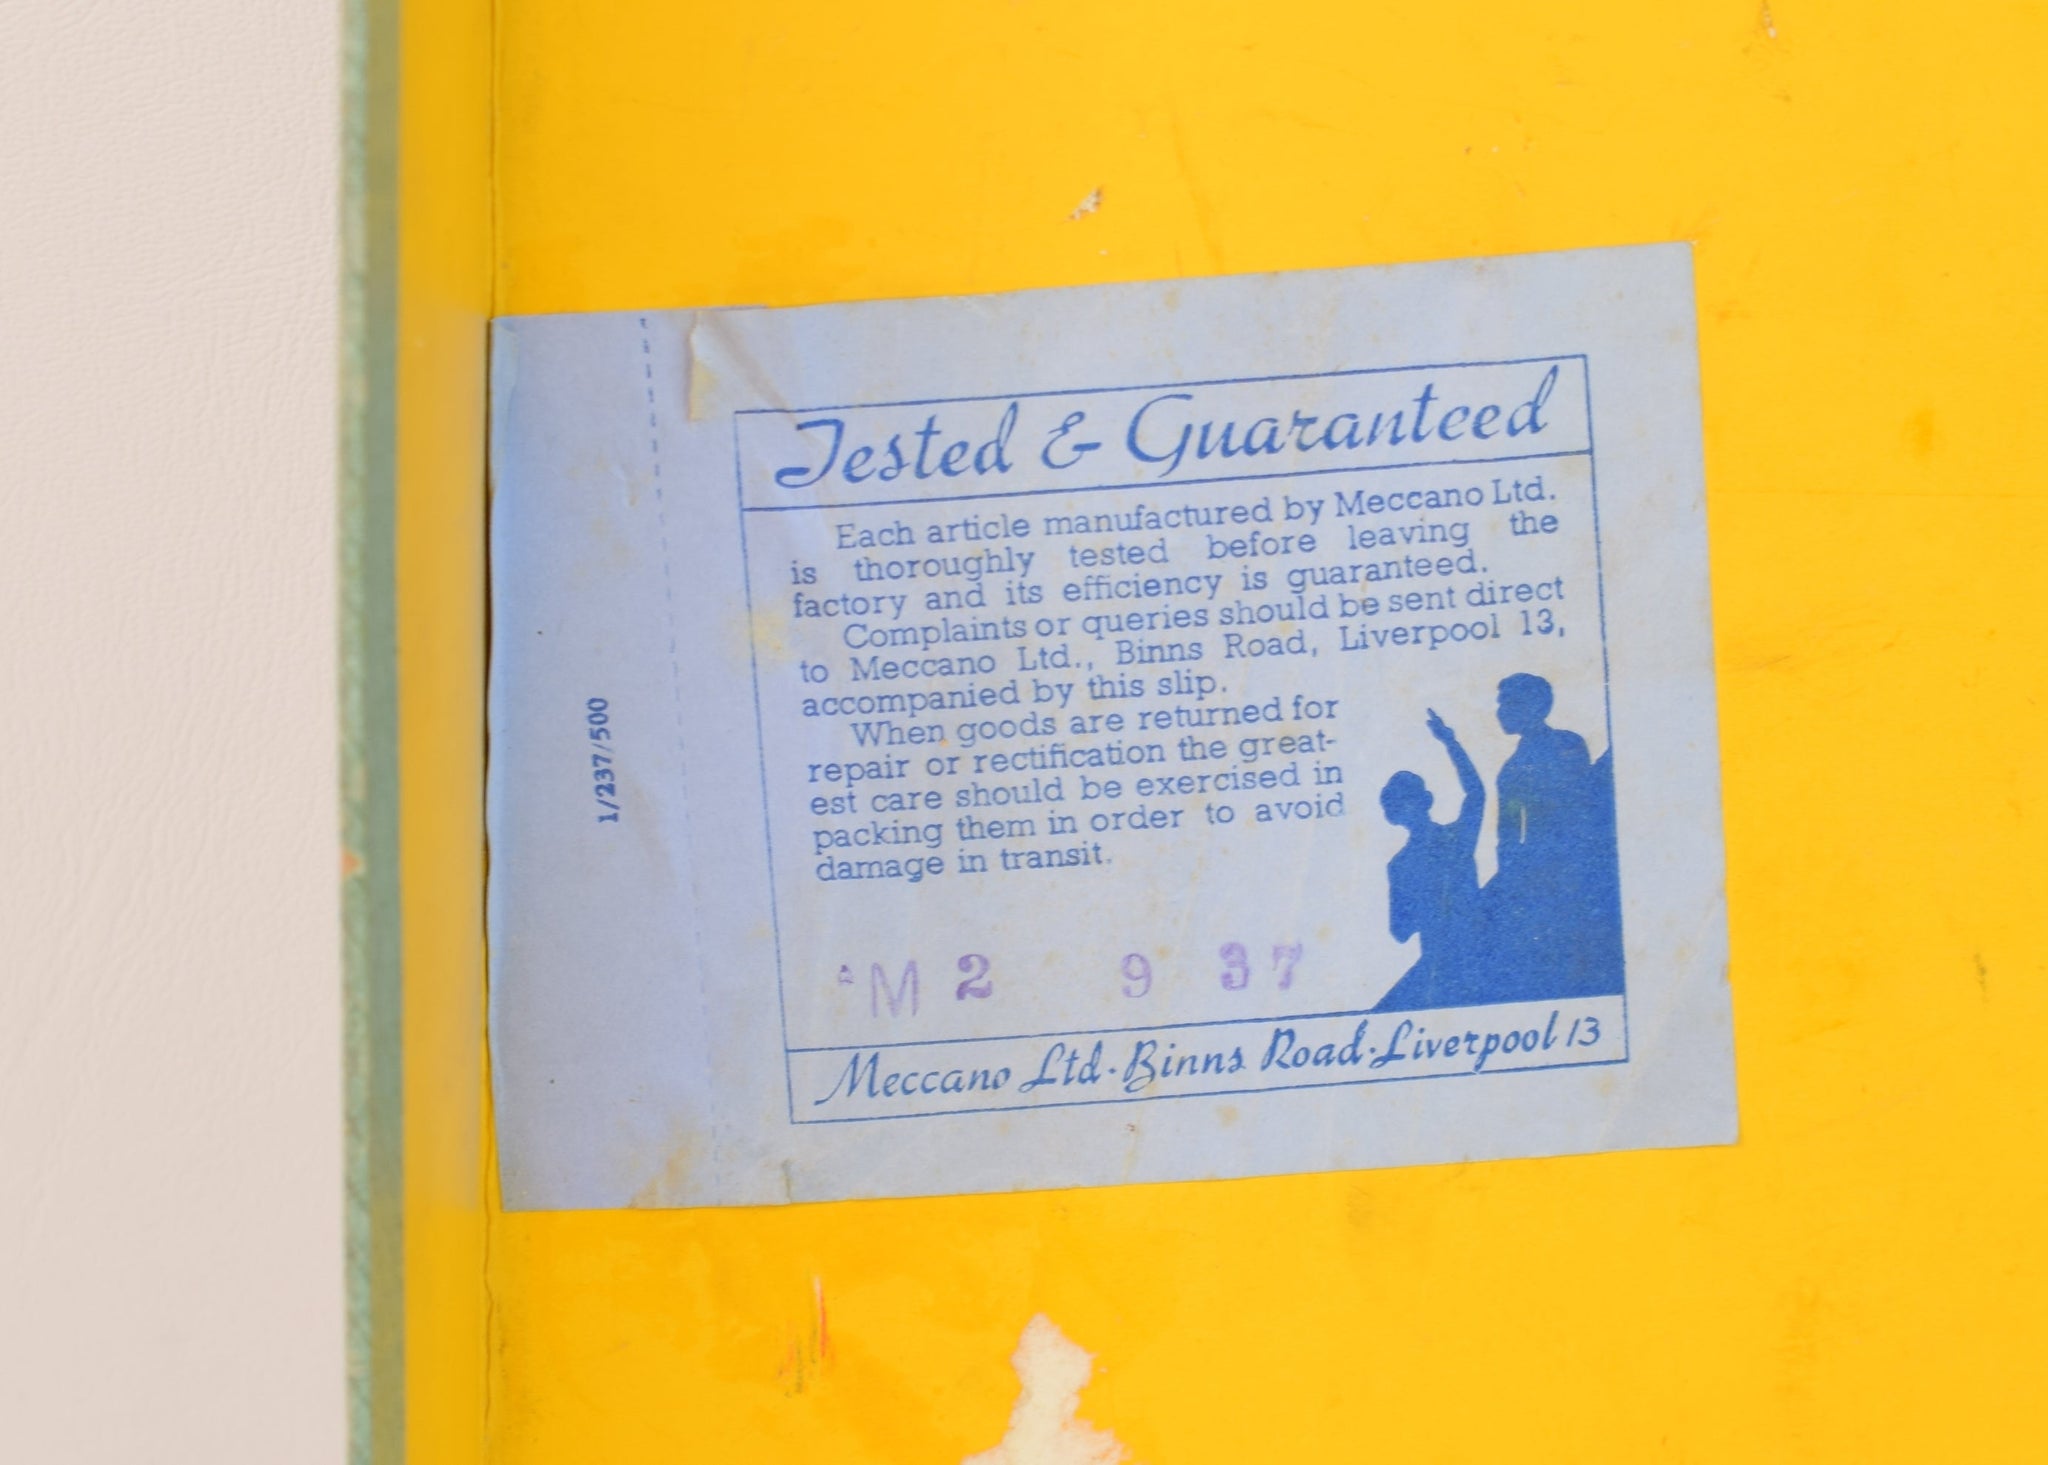 1/237/500
Tested & Guaranteed
Each article manufactured by Meccano Ltd.
is thoroughly tested before leaving the
factory and its efficiency is guaranteed.
Complaints or queries should be sent direct
to Meccano Ltd., Binns Road, Liverpool 13,
accompanied by this slip.
When goods are returned for
repair or rectification the great-
est care should be exercised in
packing them in order to avoid
damage in transit.
M 2 9 37
Meccano Ltd·Binns Road·Liverpool 13